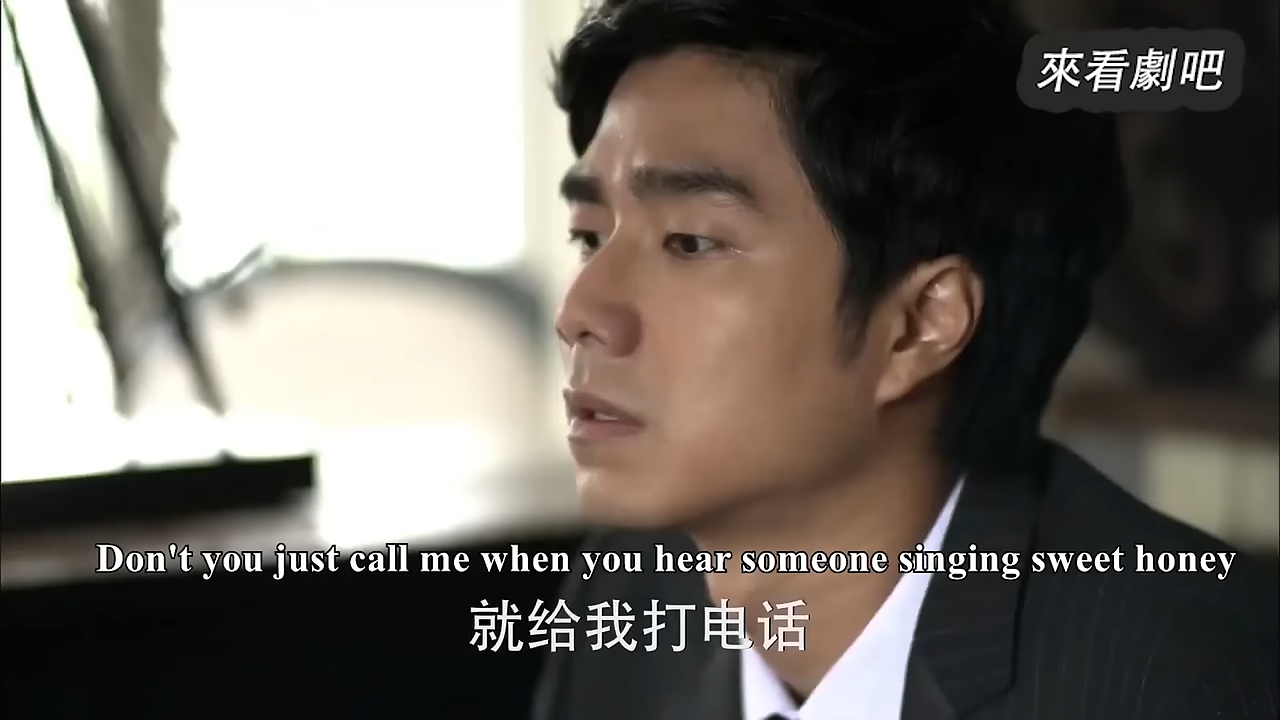 來看劇吧
Don't you just call me when you hear someone singing sweet honey
就给我打电话